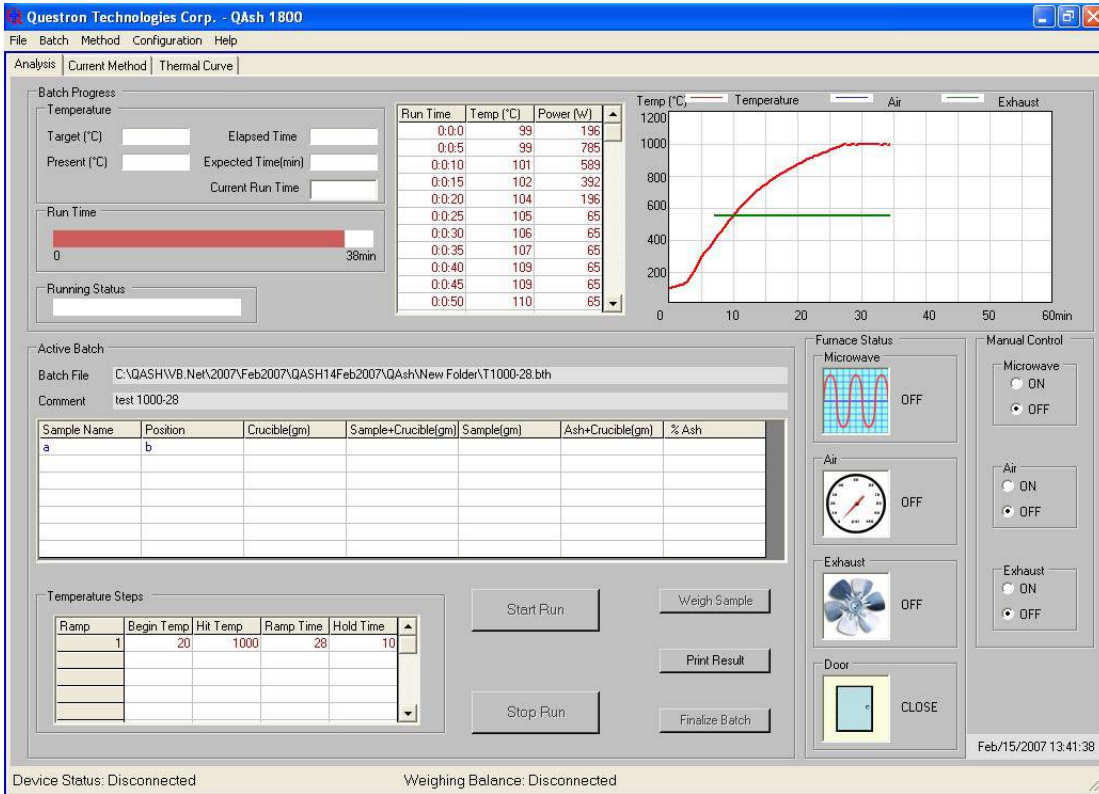 Questron Technologies Corp. - QAsh 1800
File Batch Method Configuration Help
Analysis Current Method Thermal Curve
Batch Progress
Temperature
Target (°C) Elapsed Time
Present (°C) Expected Time(min)
Current Run Time
Run Time
0 38min
Running Status
Run Time Temp (°C) Power (W)
0:0:0 99 196
0:0:5 99 785
0:0:10 101 589
0:0:15 102 392
0:0:20 104 196
0:0:25 105 65
0:0:30 106 65
0:0:35 107 65
0:0:40 109 65
0:0:45 109 65
0:0:50 110 65
Temp (°C) Temperature Air Exhaust
1200
1000
800
600
400
200
0 10 20 30 40 50 60min
Active Batch
Batch File C:\QASH\VB.Net\2007\Feb2007\QASH14Feb2007\QAsh\New Folder\T1000-28.bth
Comment test 1000-28
Sample Name Position Crucible(gm) Sample+Crucible(gm) Sample(gm) Ash+Crucible(gm) % Ash
a b
Temperature Steps
Ramp Begin Temp Hit Temp Ramp Time Hold Time
1 20 1000 28 10
Start Run
Stop Run
Weigh Sample
Print Result
Finalize Batch
Furnace Status
Microwave
OFF
Air
OFF
Exhaust
OFF
Door
CLOSE
Manual Control
Microwave
ON
OFF
Air
ON
OFF
Exhaust
ON
OFF
Feb/15/2007 13:41:38
Device Status: Disconnected Weighing Balance: Disconnected